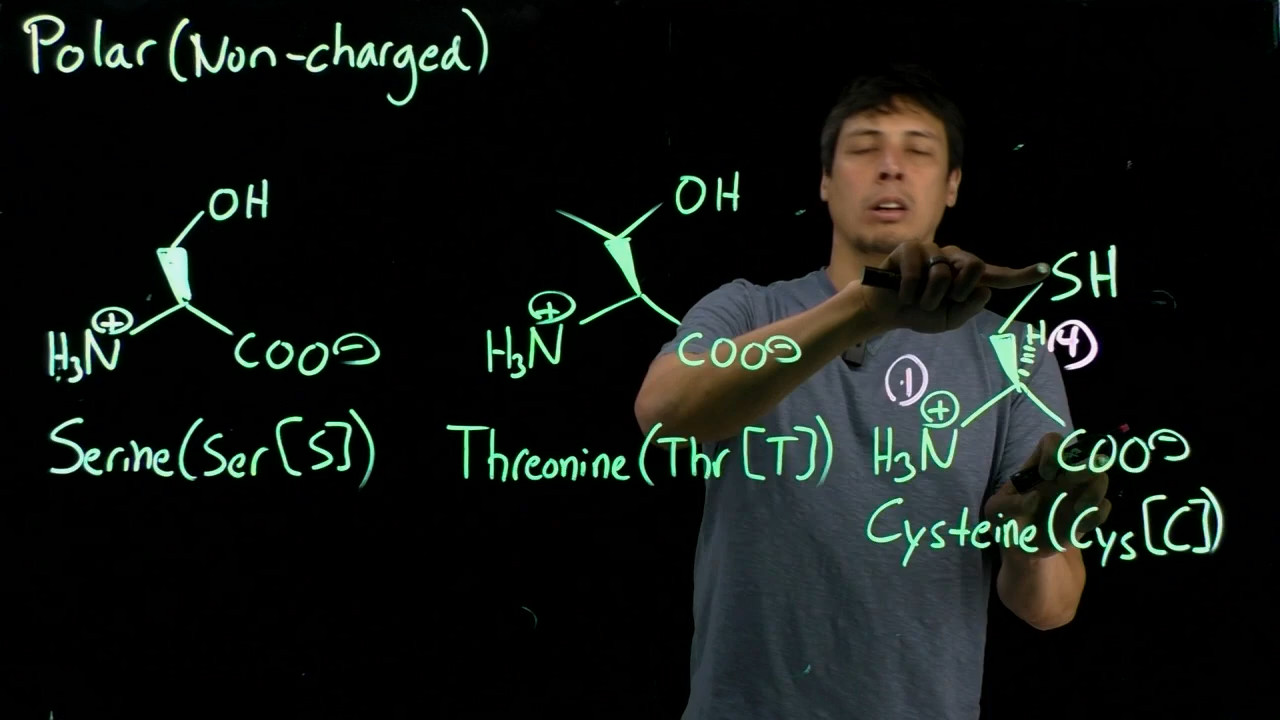 Polar (Non-charged)
OH
H₃N⊕
COO⊖
Serine (Ser [S])
OH
H₃N⊕
COO⊖
Threonine (Thr [T])
SH
H ④
①
H₃N⊕
COO⊖
Cysteine (Cys [C])